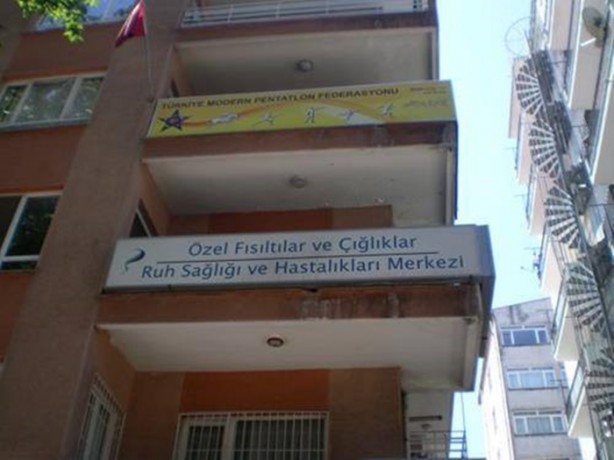 TÜRKİYE MODERN PENTATLON FEDERASYONU
Özel Fısıltılar ve Çığlıklar
Ruh Sağlığı ve Hastalıkları Merkezi